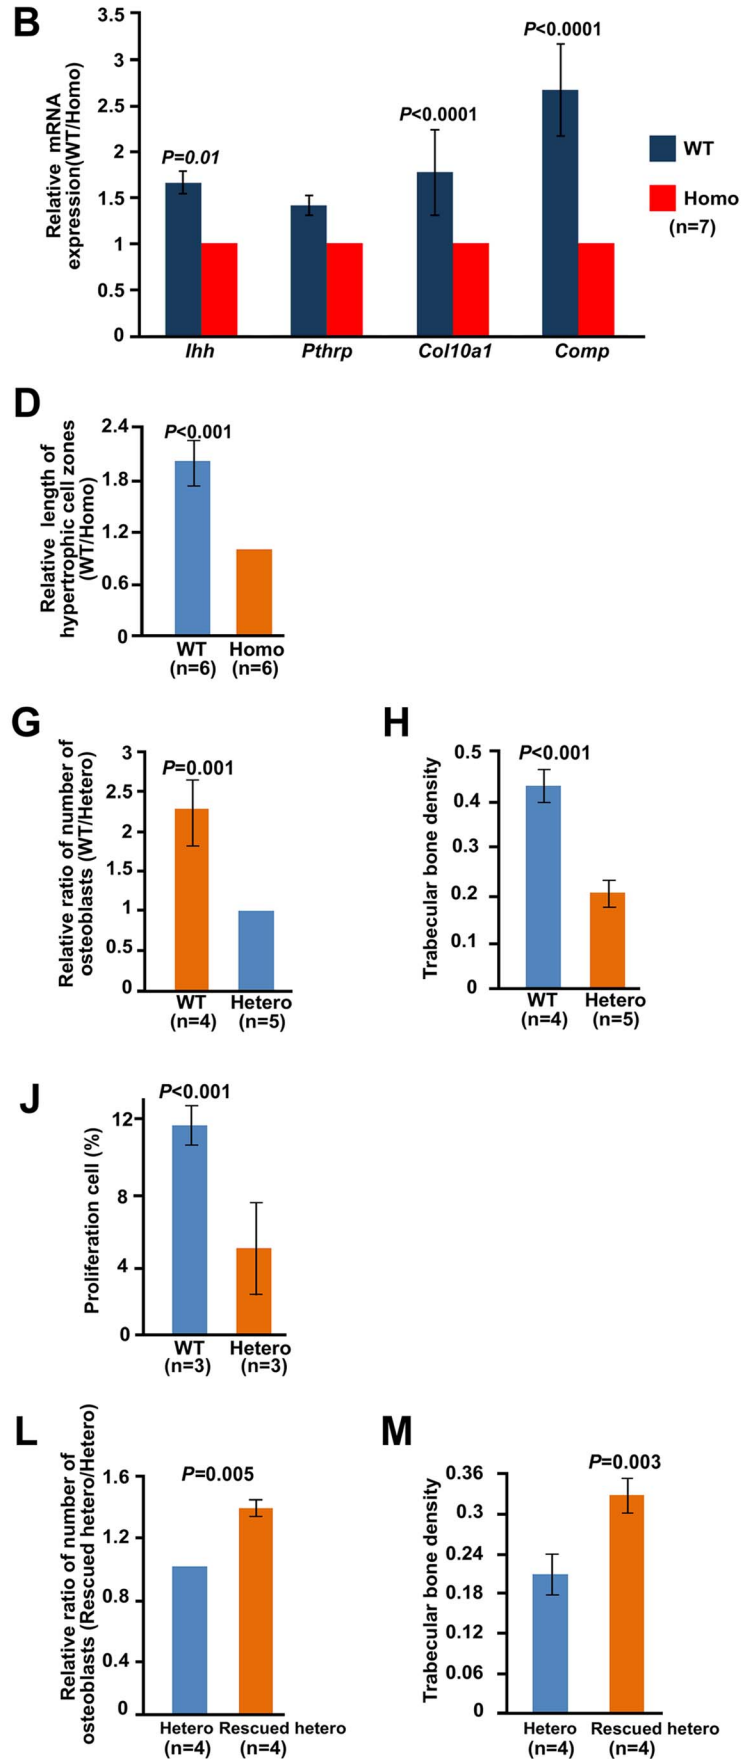 B
Relative mRNA
expression(WT/Homo)
3.5
3
2.5
2
1.5
1
0.5
0
P=0.01
P<0.0001
P<0.0001
WT
Homo
(n=7)
Ihh
Pthrp
Col10a1
Comp
D
Relative length of
hypertrophic cell zones
(WT/Homo)
2.4
1.8
1.2
0.6
0
P<0.001
WT
(n=6)
Homo
(n=6)
G
Relative ratio of number of
osteoblasts (WT/Hetero)
3
2.5
2
1.5
1
0.5
0
P=0.001
WT
(n=4)
Hetero
(n=5)
H
Trabecular bone density
0.5
0.4
0.3
0.2
0.1
0
P<0.001
WT
(n=4)
Hetero
(n=5)
J
Proliferation cell (%)
12
8
4
0
P<0.001
WT
(n=3)
Hetero
(n=3)
L
Relative ratio of number of
osteoblasts (Rescued hetero/Hetero)
1.6
1.2
0.8
0.4
0
P=0.005
Hetero
(n=4)
Rescued hetero
(n=4)
M
Trabecular bone density
0.36
0.3
0.24
0.18
0.12
0.06
0
P=0.003
Hetero
(n=4)
Rescued hetero
(n=4)